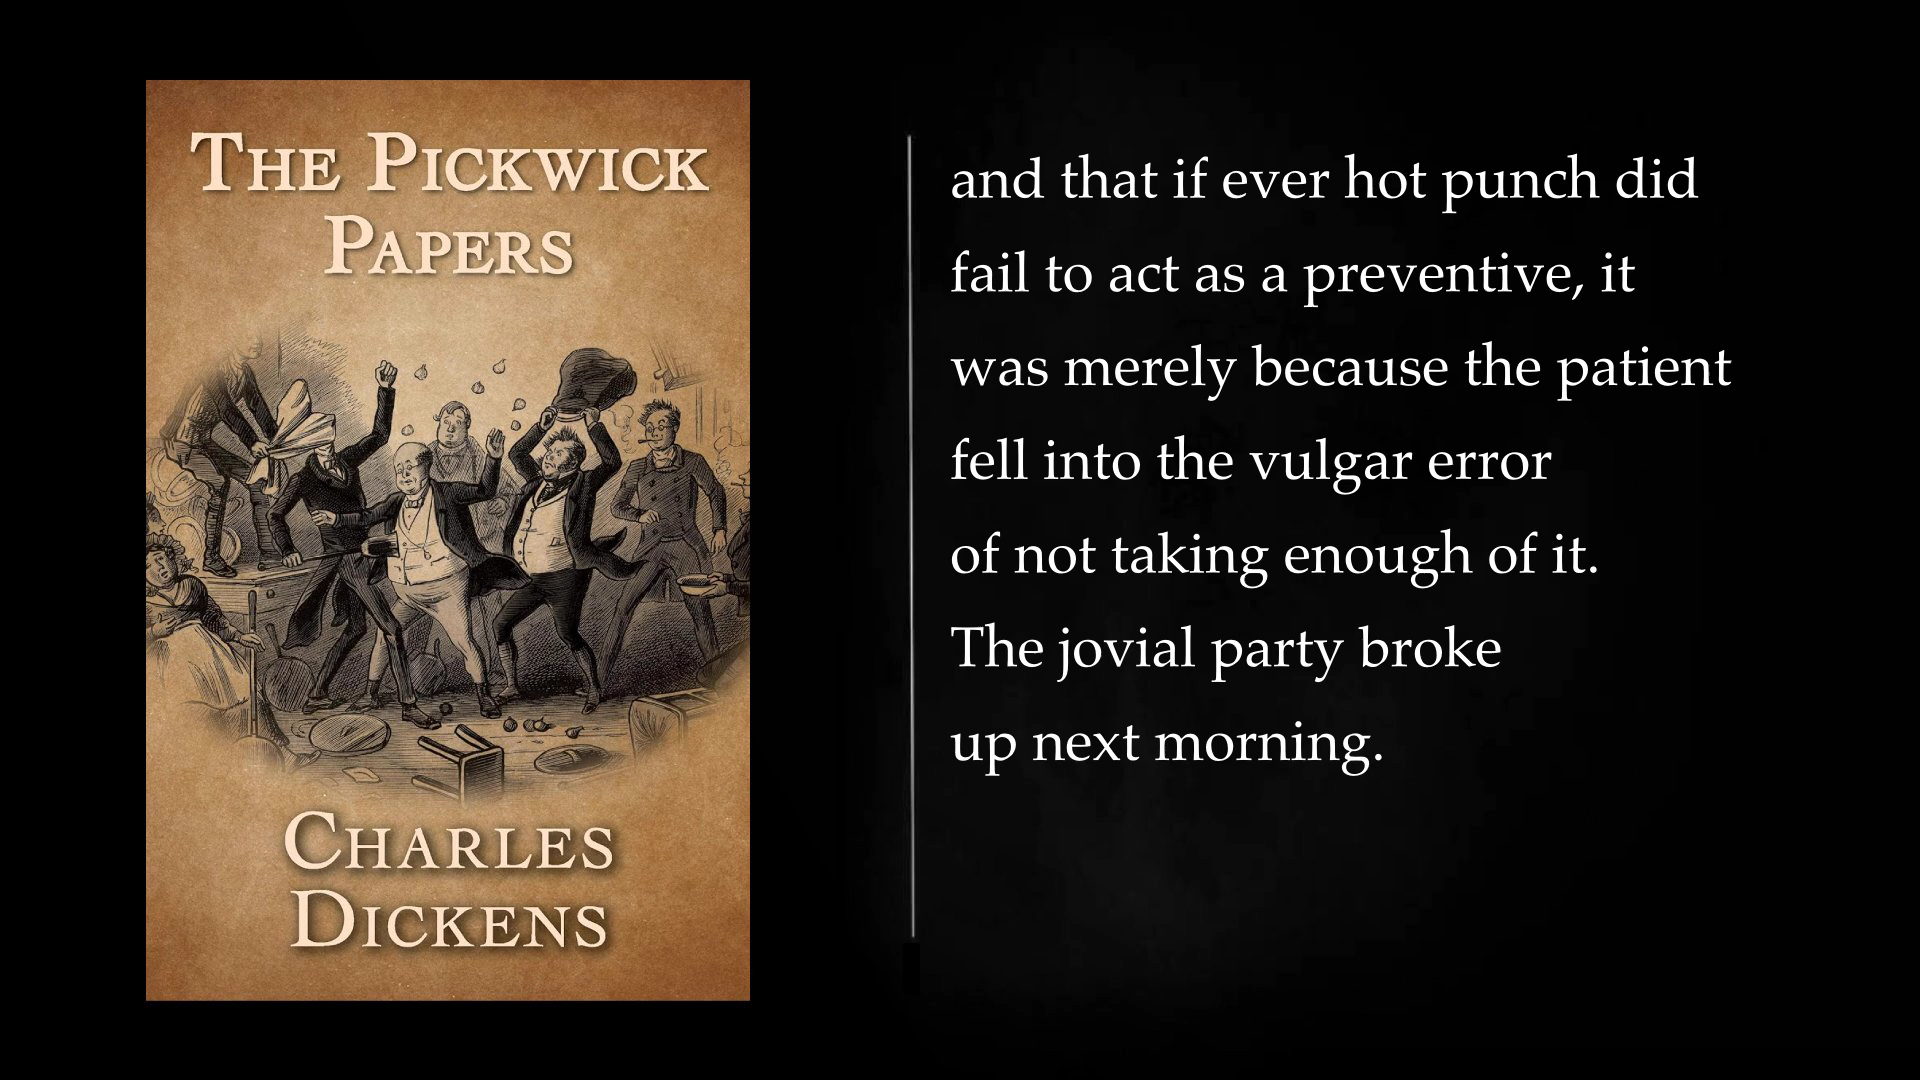 THE PICKWICK
PAPERS
CHARLES
DICKENS
and that if ever hot punch did
fail to act as a preventive, it
was merely because the patient
fell into the vulgar error
of not taking enough of it.
The jovial party broke
up next morning.